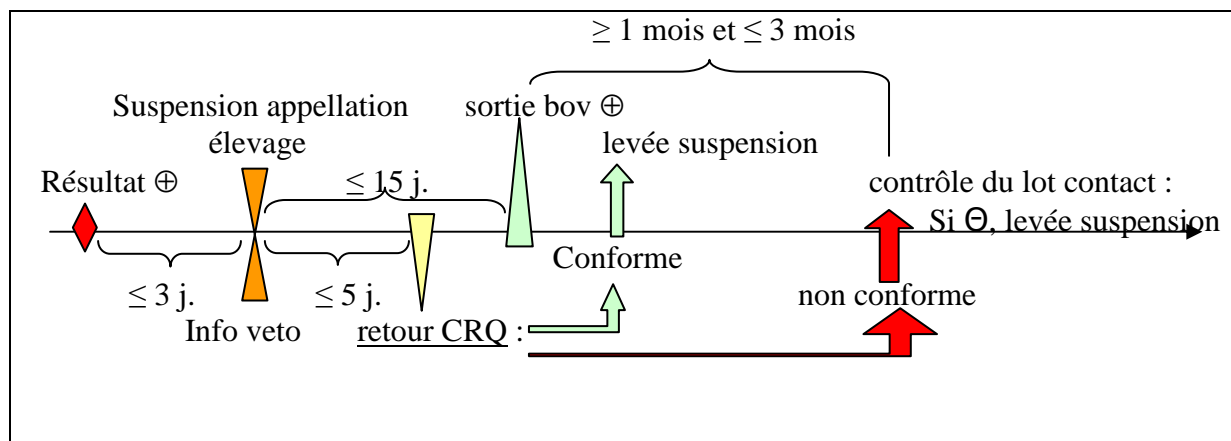 ≥ 1 mois et ≤ 3 mois
Suspension appellation
élevage
sortie bov ⊕
levée suspension
Résultat ⊕
≤ 15 j.
contrôle du lot contact :
Si Θ, levée suspension
Conforme
≤ 3 j.
≤ 5 j.
non conforme
Info veto
retour CRQ :